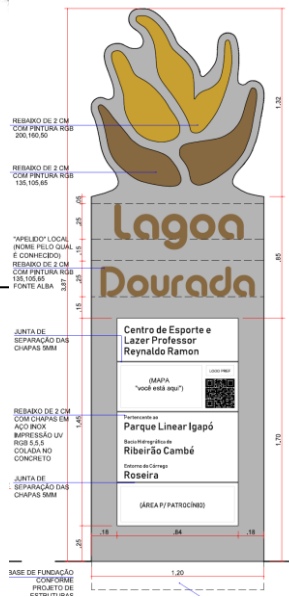 REBAIXO DE 2 CM
COM PINTURA RGB
200,160,50
REBAIXO DE 2 CM
COM PINTURA RGB
135,105,65
"APELIDO" LOCAL
(NOME PELO QUAL
É CONHECIDO)
REBAIXO DE 2 CM
COM PINTURA RGB
135,105,65
FONTE ALBA
JUNTA DE
SEPARAÇÃO DAS
CHAPAS 5MM
REBAIXO DE 2 CM
COM CHAPAS EM
AÇO INOX
IMPRESSÃO UV
RGB 5,5,5
COLADA NO
CONCRETO
JUNTA DE
SEPARAÇÃO DAS
CHAPAS 5MM
BASE DE FUNDAÇÃO
CONFORME
PROJETO DE
ESTRUTURAS
3,87
,05
,25
,15
,25
,15
1,45
,25
Lagoa
Dourada
Centro de Esporte e
Lazer Professor
Reynaldo Ramon
(MAPA
"você está aqui")
LOGO PMLP
Pertencente ao
Parque Linear Igapó
Bacia Hidrográfica do
Ribeirão Cambé
Entorno do Córrego
Roseira
(ÁREA P/ PATROCÍNIO)
,18
,84
,18
1,20
1,32
,85
1,70